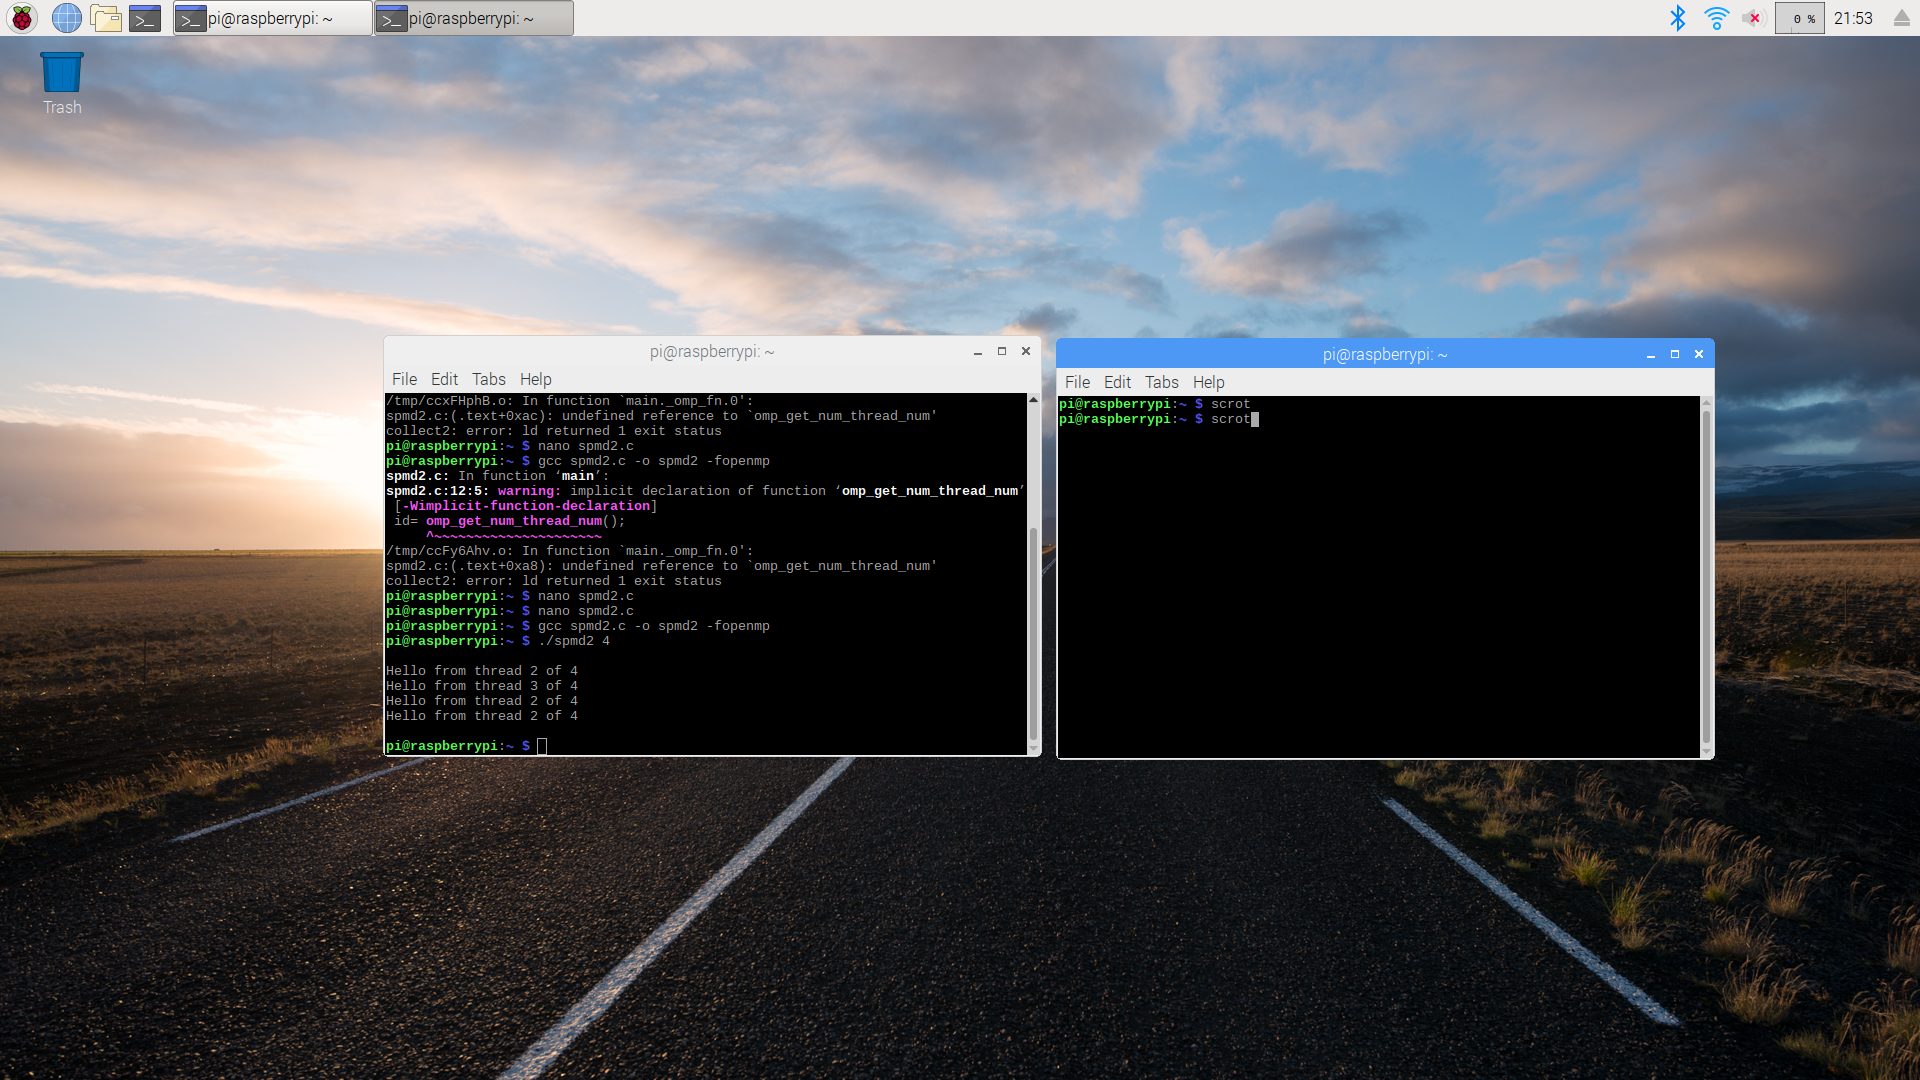 pi@raspberrypi: ~
pi@raspberrypi: ~
0 %
21:53
Trash
pi@raspberrypi: ~
File Edit Tabs Help
/tmp/ccxFHphB.o: In function `main._omp_fn.0':
spmd2.c:(.text+0xac): undefined reference to `omp_get_num_thread_num'
collect2: error: ld returned 1 exit status
pi@raspberrypi:~ $ nano spmd2.c
pi@raspberrypi:~ $ gcc spmd2.c -o spmd2 -fopenmp
spmd2.c: In function ‘main’:
spmd2.c:12:5: warning: implicit declaration of function ‘omp_get_num_thread_num’
[-Wimplicit-function-declaration]
id= omp_get_num_thread_num();
^~~~~~~~~~~~~~~~~~~~~~
/tmp/ccFy6Ahv.o: In function `main._omp_fn.0':
spmd2.c:(.text+0xa8): undefined reference to `omp_get_num_thread_num'
collect2: error: ld returned 1 exit status
pi@raspberrypi:~ $ nano spmd2.c
pi@raspberrypi:~ $ nano spmd2.c
pi@raspberrypi:~ $ gcc spmd2.c -o spmd2 -fopenmp
pi@raspberrypi:~ $ ./spmd2 4
Hello from thread 2 of 4
Hello from thread 3 of 4
Hello from thread 2 of 4
Hello from thread 2 of 4
pi@raspberrypi:~ $
pi@raspberrypi: ~
File Edit Tabs Help
pi@raspberrypi:~ $ scrot
pi@raspberrypi:~ $ scrot